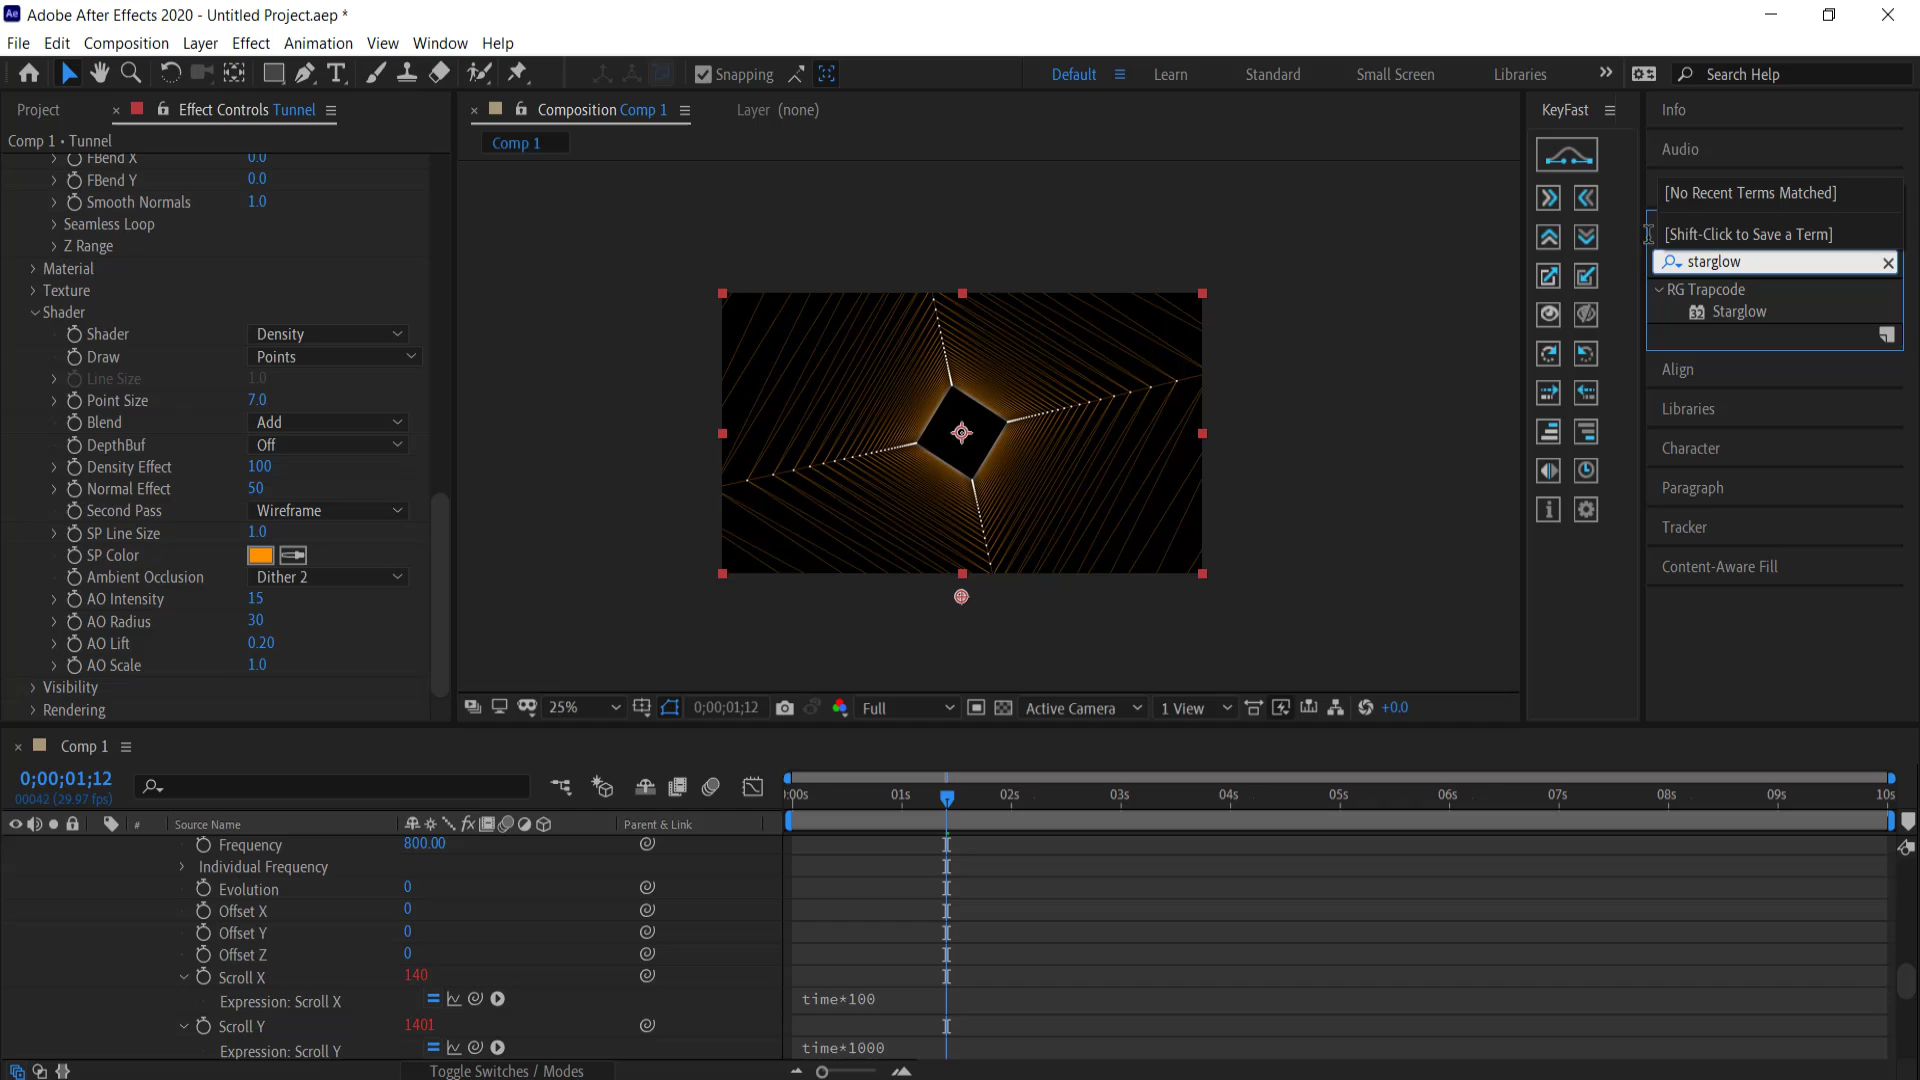 Adobe After Effects 2020 - Untitled Project.aep *
File Edit Composition Layer Effect Animation View Window Help
Snapping Default Learn Standard Small Screen Libraries Search Help
Project Effect Controls Tunnel
Comp 1 • Tunnel
FBend X 0.0
FBend Y 0.0
Smooth Normals 1.0
Seamless Loop
Z Range
Material
Texture
Shader
Shader Density
Draw Points
Line Size 1.0
Point Size 7.0
Blend Add
DepthBuf Off
Density Effect 100
Normal Effect 50
Second Pass Wireframe
SP Line Size 1.0
SP Color
Ambient Occlusion Dither 2
AO Intensity 15
AO Radius 30
AO Lift 0.20
AO Scale 1.0
Visibility
Rendering
Composition Comp 1 Layer (none)
Comp 1
25% 0;00;01;12 Full Active Camera 1 View +0.0
KeyFast
Info
Audio
[No Recent Terms Matched]
[Shift-Click to Save a Term]
starglow
RG Trapcode
32 Starglow
Align
Libraries
Character
Paragraph
Tracker
Content-Aware Fill
Comp 1
0;00;01;12
00042 (29.97 fps)
# Source Name Parent & Link
:00s 01s 02s 03s 04s 05s 06s 07s 08s 09s 10s
Frequency 800.00
Individual Frequency
Evolution 0
Offset X 0
Offset Y 0
Offset Z 0
Scroll X 140
Expression: Scroll X time*100
Scroll Y 1401
Expression: Scroll Y time*1000
Toggle Switches / Modes